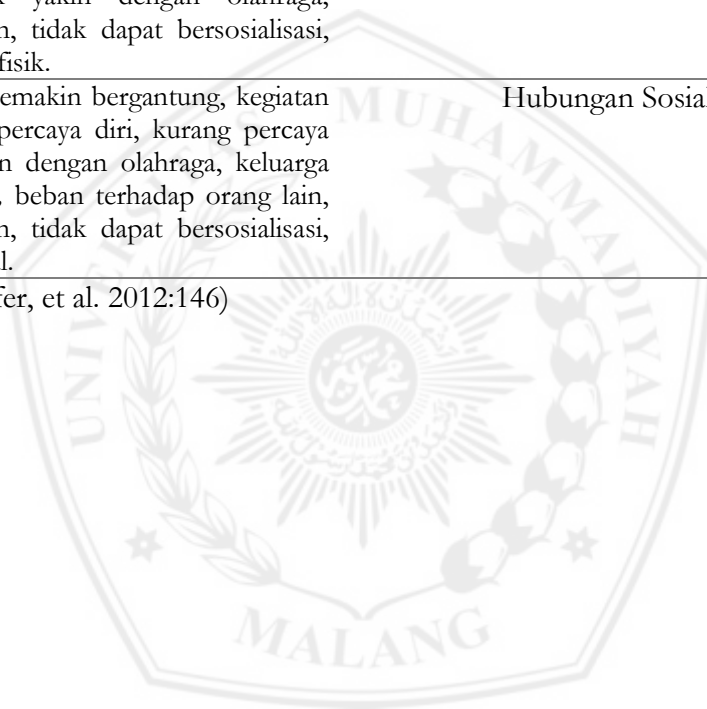 yakin dengan olahraga,
tidak dapat bersosialisasi,
fisik.
emakin bergantung, kegiatan
percaya diri, kurang percaya
n dengan olahraga, keluarga
, beban terhadap orang lain,
n, tidak dapat bersosialisasi,
l.
Hubungan Sosial
fer, et al. 2012:146)
UNIVERSITAS MUHAMMADIYAH
MALANG